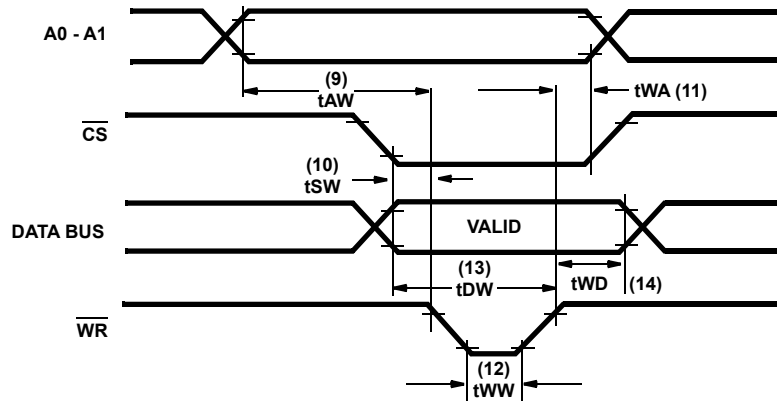 A0 - A1
(9)
tAW
tWA (11)
CS
(10)
tSW
DATA BUS
VALID
(13)
tDW
tWD (14)
WR
(12)
tWW